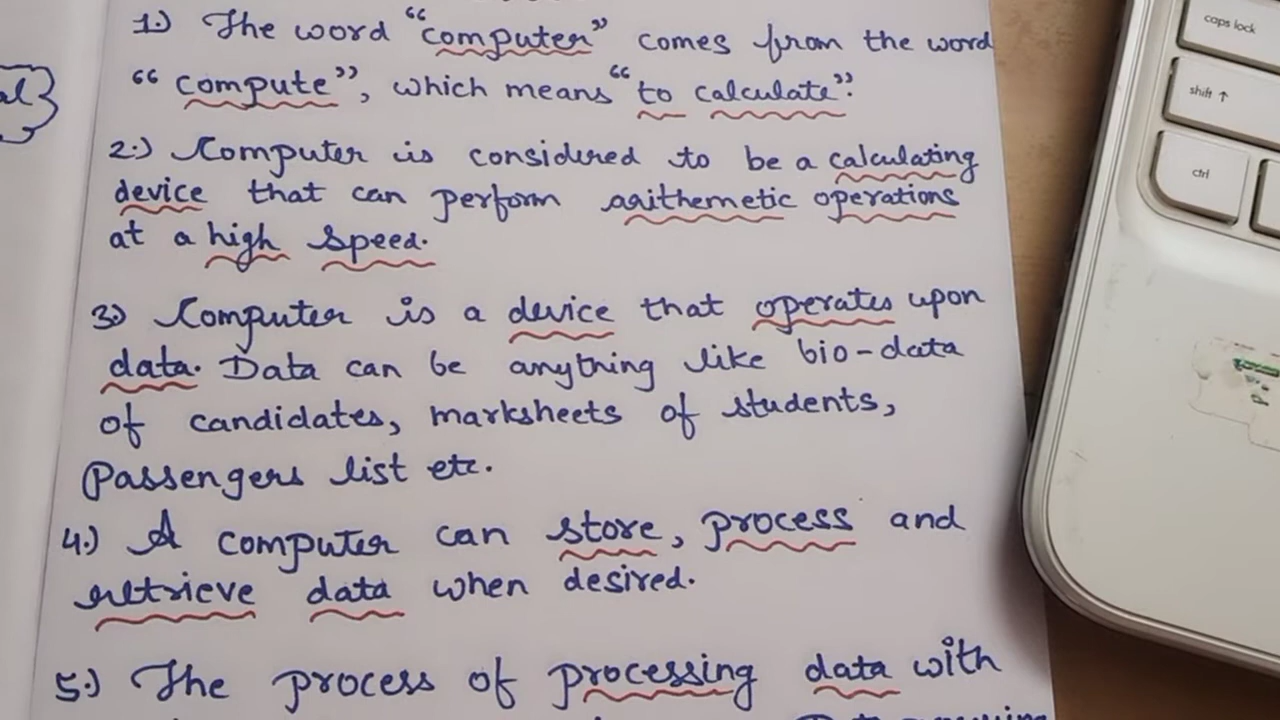 1.) The word "computer" comes from the word
"compute", which means "to calculate".
2.) Computer is considered to be a calculating
device that can perform arithemetic operations
at a high speed.
3) Computer is a device that operates upon
data. Data can be anything like bio-data
of candidates, marksheets of students,
Passengers list etc.
4.) A computer can store, process and
retrieve data when desired.
5.) The process of processing data with
caps lock
shift ↑
ctrl